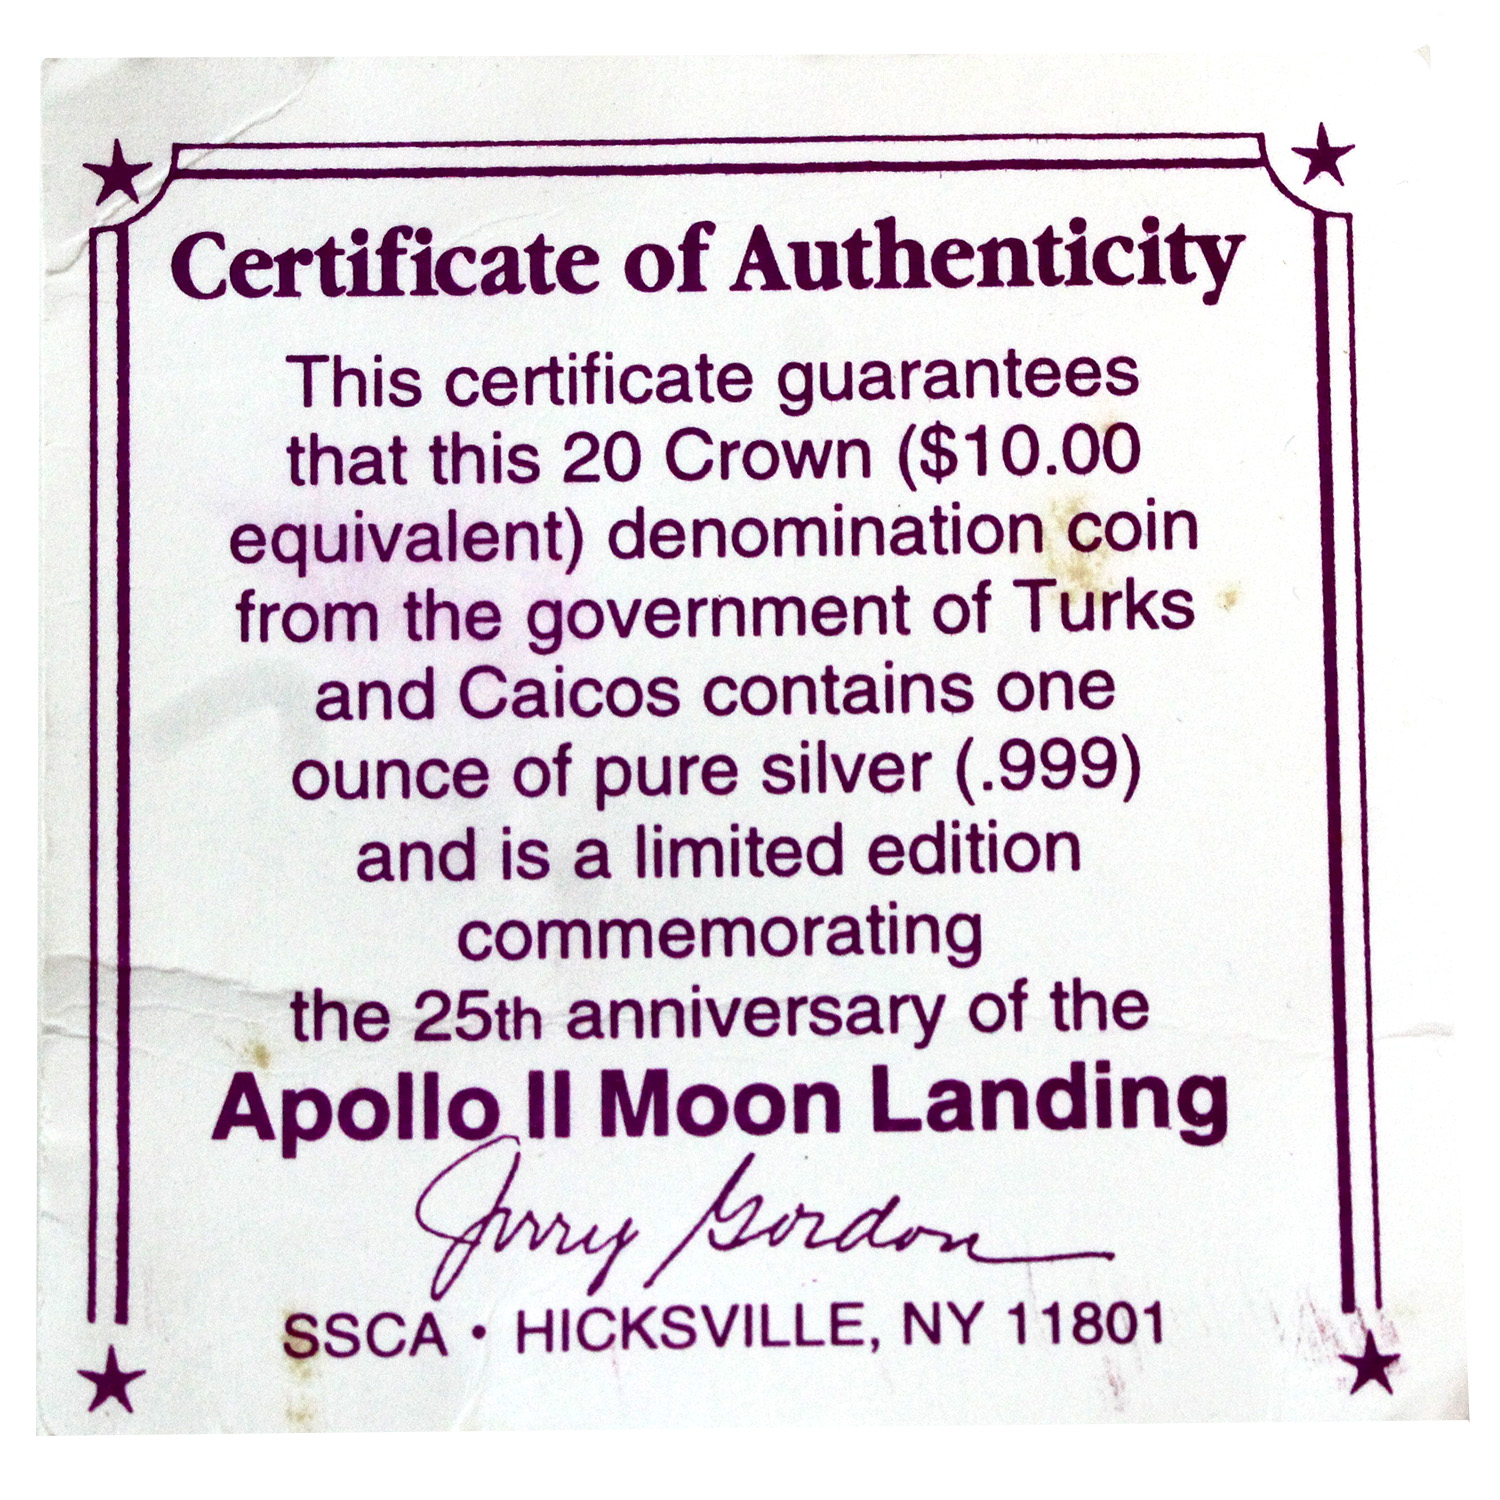 Certificate of Authenticity
This certificate guarantees
that this 20 Crown ($10.00
equivalent) denomination coin
from the government of Turks
and Caicos contains one
ounce of pure silver (.999)
and is a limited edition
commemorating
the 25th anniversary of the
Apollo II Moon Landing
Jerry Gordon
SSCA • HICKSVILLE, NY 11801